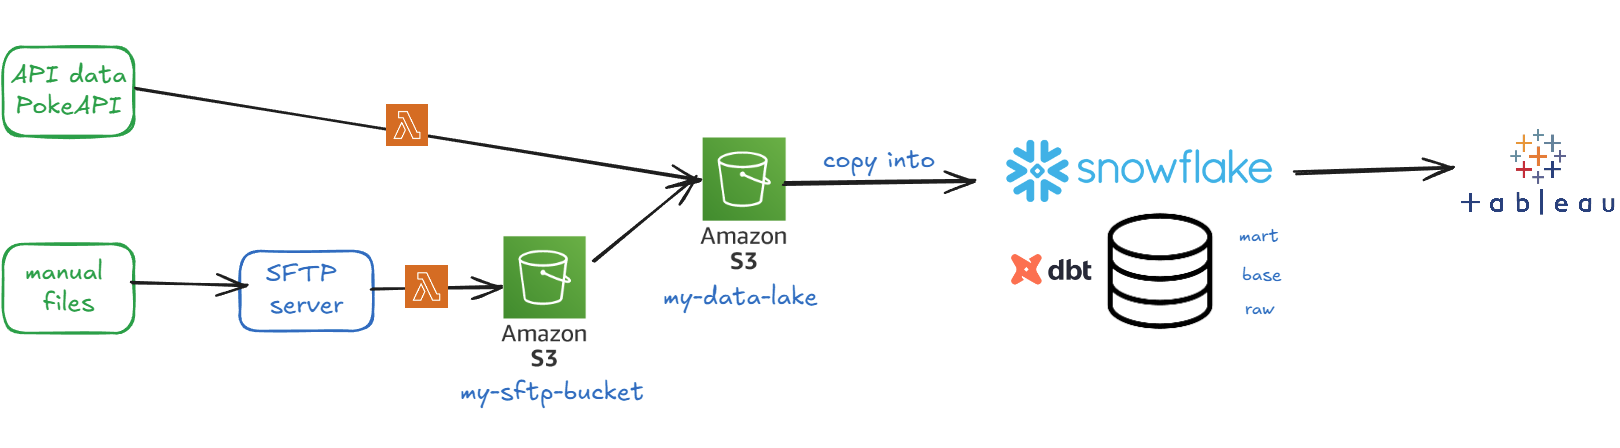 API data
PokeAPI
manual
files
SFTP
server
Amazon
S3
my-sftp-bucket
Amazon
S3
my-data-lake
copy into
snowflake
dbt
mart
base
raw
+ableau